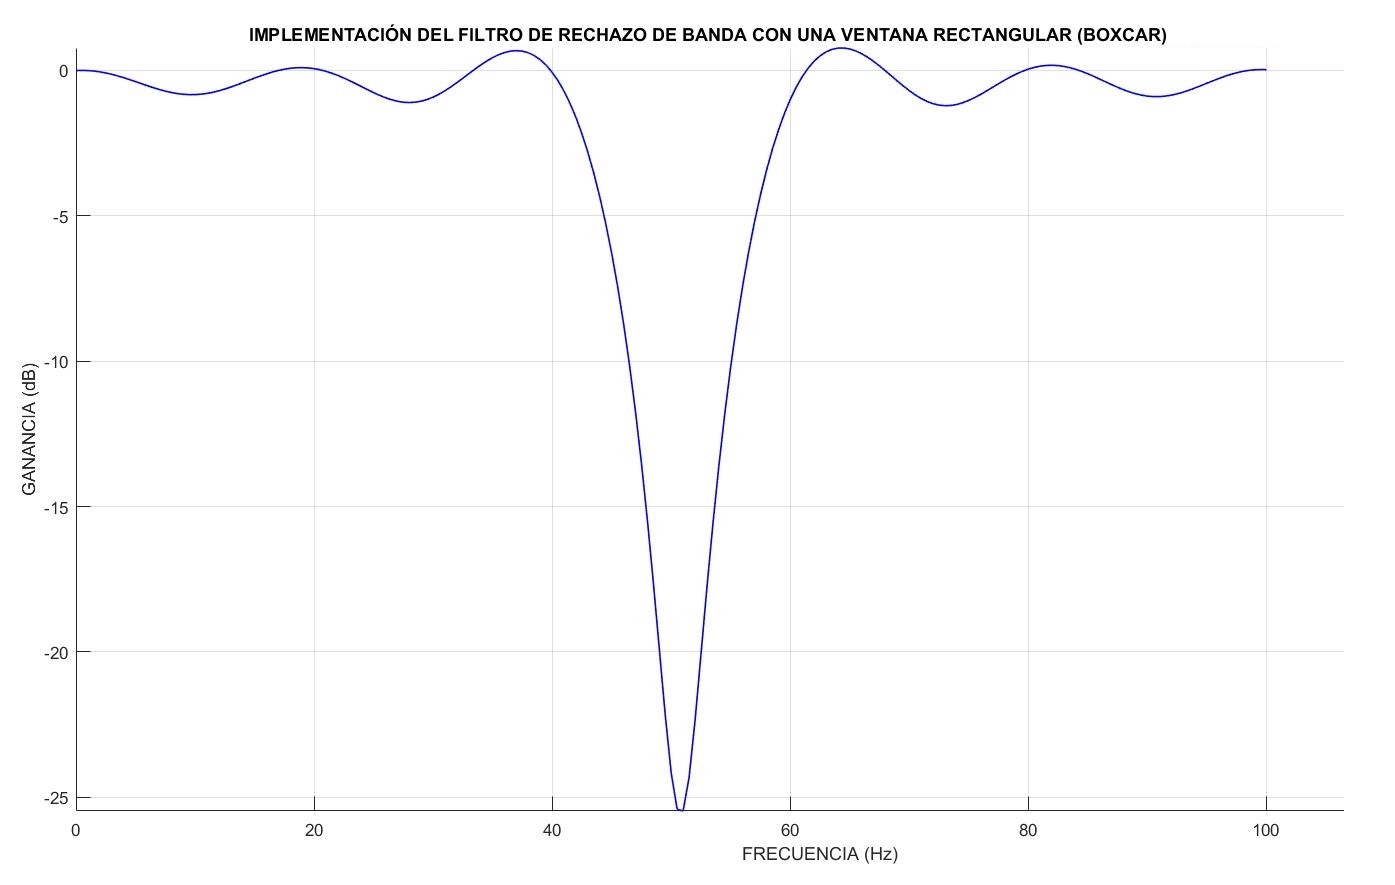 IMPLEMENTACIÓN DEL FILTRO DE RECHAZO DE BANDA CON UNA VENTANA RECTANGULAR (BOXCAR)
GANANCIA (dB)
0
-5
-10
-15
-20
-25
0 20 40 60 80 100
FRECUENCIA (Hz)